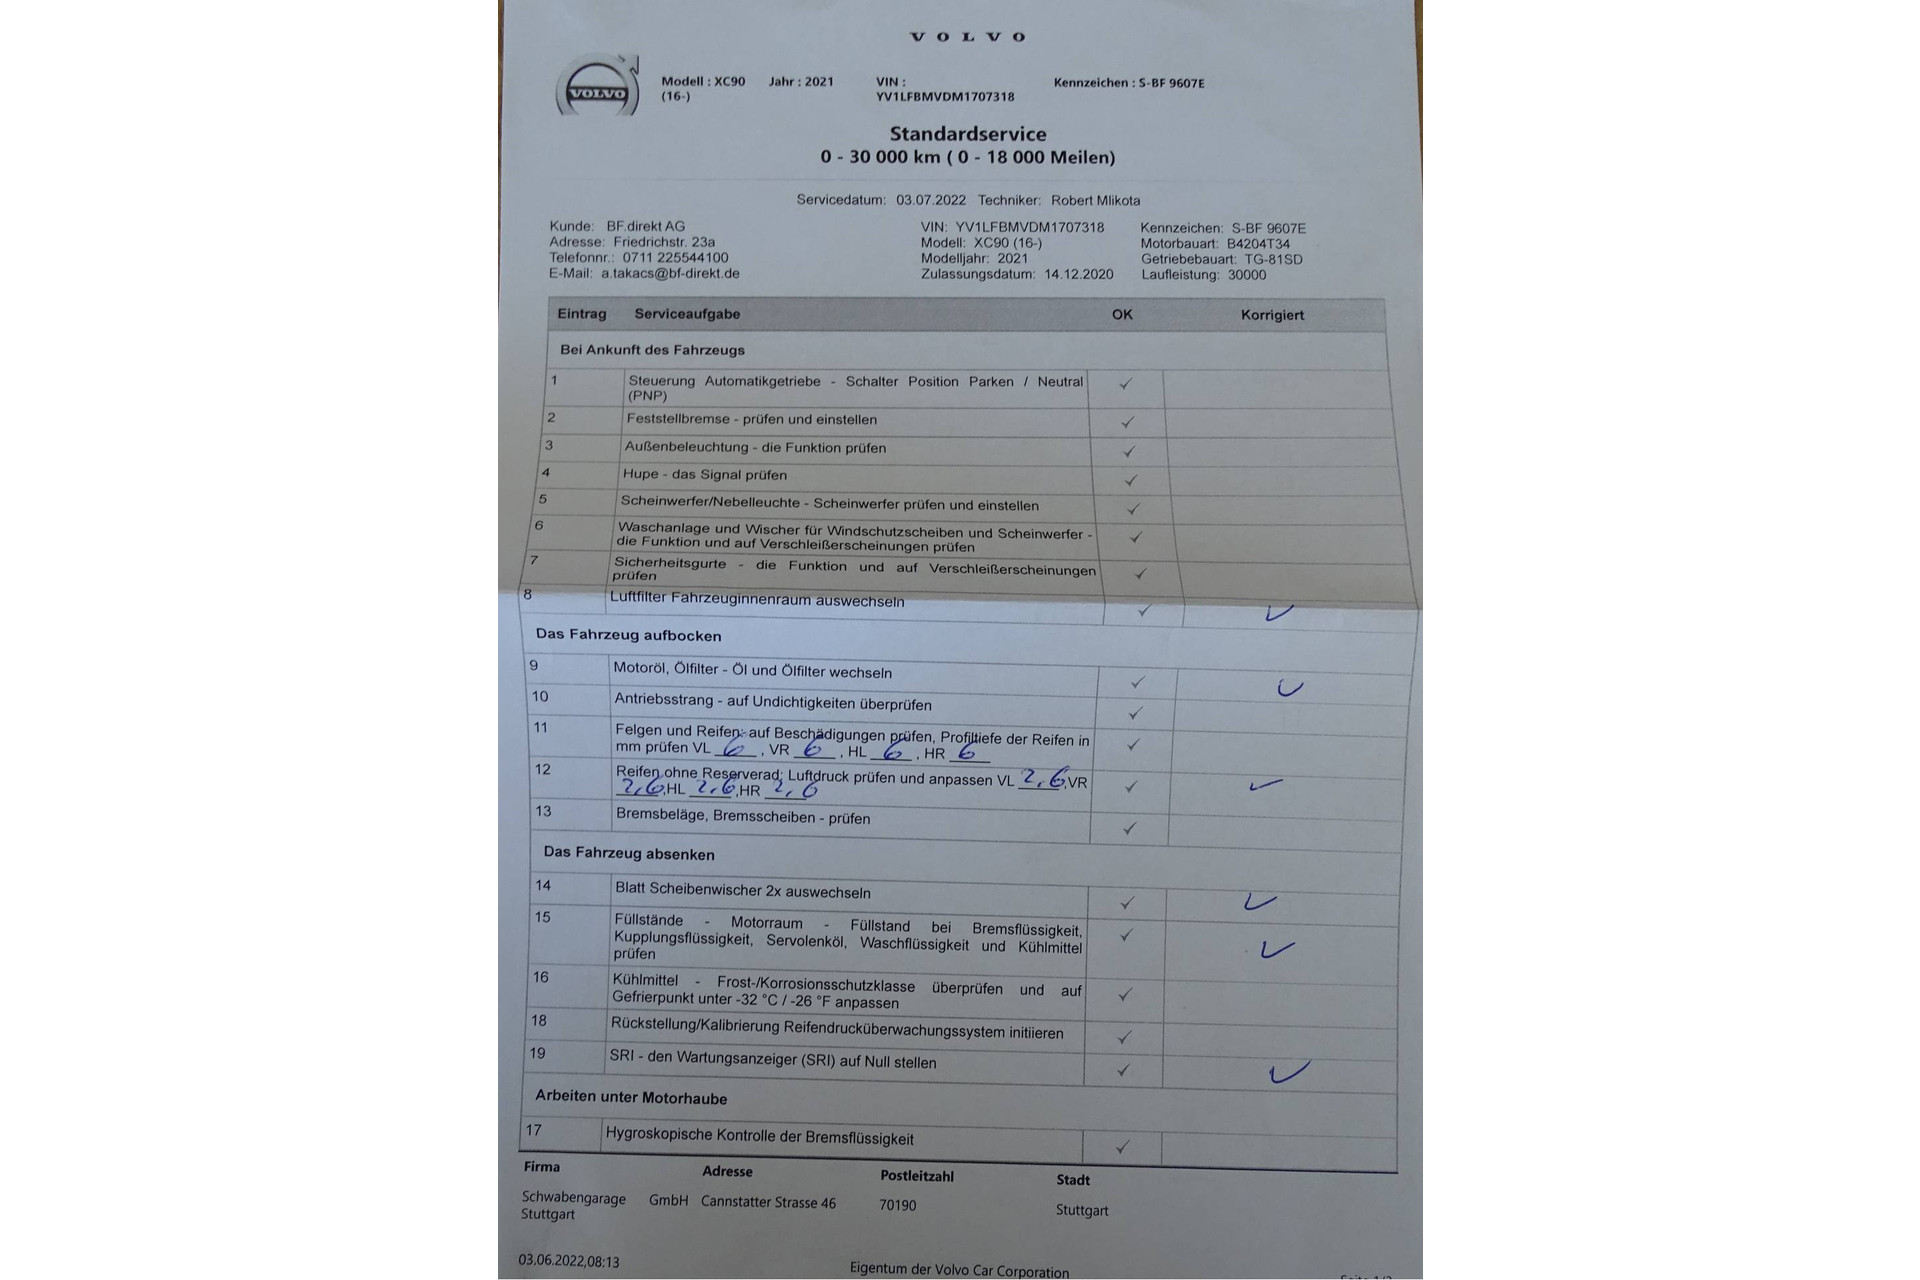 VOLVO
VOLVO
Modell : XC90 Jahr : 2021 VIN : Kennzeichen : S-BF 9607E
(16-) YV1LFBMVDM1707318
Standardservice
0 - 30 000 km ( 0 - 18 000 Meilen)
Servicedatum: 03.07.2022 Techniker: Robert Mlikota
Kunde: BF.direkt AG VIN: YV1LFBMVDM1707318 Kennzeichen: S-BF 9607E
Adresse: Friedrichstr. 23a Modell: XC90 (16-) Motorbauart: B4204T34
Telefonnr.: 0711 225544100 Modelljahr: 2021 Getriebebauart: TG-81SD
E-Mail: a.takacs@bf-direkt.de Zulassungsdatum: 14.12.2020 Laufleistung: 30000
Eintrag Serviceaufgabe OK Korrigiert
Bei Ankunft des Fahrzeugs
1 Steuerung Automatikgetriebe - Schalter Position Parken / Neutral
(PNP)
2 Feststellbremse - prüfen und einstellen
3 Außenbeleuchtung - die Funktion prüfen
4 Hupe - das Signal prüfen
5 Scheinwerfer/Nebelleuchte - Scheinwerfer prüfen und einstellen
6 Waschanlage und Wischer für Windschutzscheiben und Scheinwerfer -
die Funktion und auf Verschleißerscheinungen prüfen
7 Sicherheitsgurte - die Funktion und auf Verschleißerscheinungen
prüfen
8 Luftfilter Fahrzeuginnenraum auswechseln
Das Fahrzeug aufbocken
9 Motoröl, Ölfilter - Öl und Ölfilter wechseln
10 Antriebsstrang - auf Undichtigkeiten überprüfen
11 Felgen und Reifen: auf Beschädigungen prüfen, Profiltiefe der Reifen in
mm prüfen VL 6 , VR 6 , HL 6 , HR 6
12 Reifen ohne Reserverad: Luftdruck prüfen und anpassen VL 2,6,VR
2,6,HL 2,6,HR 2,6
13 Bremsbeläge, Bremsscheiben - prüfen
Das Fahrzeug absenken
14 Blatt Scheibenwischer 2x auswechseln
15 Füllstände - Motorraum - Füllstand bei Bremsflüssigkeit,
Kupplungsflüssigkeit, Servolenköl, Waschflüssigkeit und Kühlmittel
prüfen
16 Kühlmittel - Frost-/Korrosionsschutzklasse überprüfen und auf
Gefrierpunkt unter -32 °C / -26 °F anpassen
18 Rückstellung/Kalibrierung Reifendrucküberwachungssystem initiieren
19 SRI - den Wartungsanzeiger (SRI) auf Null stellen
Arbeiten unter Motorhaube
17 Hygroskopische Kontrolle der Bremsflüssigkeit
Firma Adresse Postleitzahl Stadt
Schwabengarage GmbH Cannstatter Strasse 46 70190 Stuttgart
Stuttgart
03.06.2022,08:13 Eigentum der Volvo Car Corporation